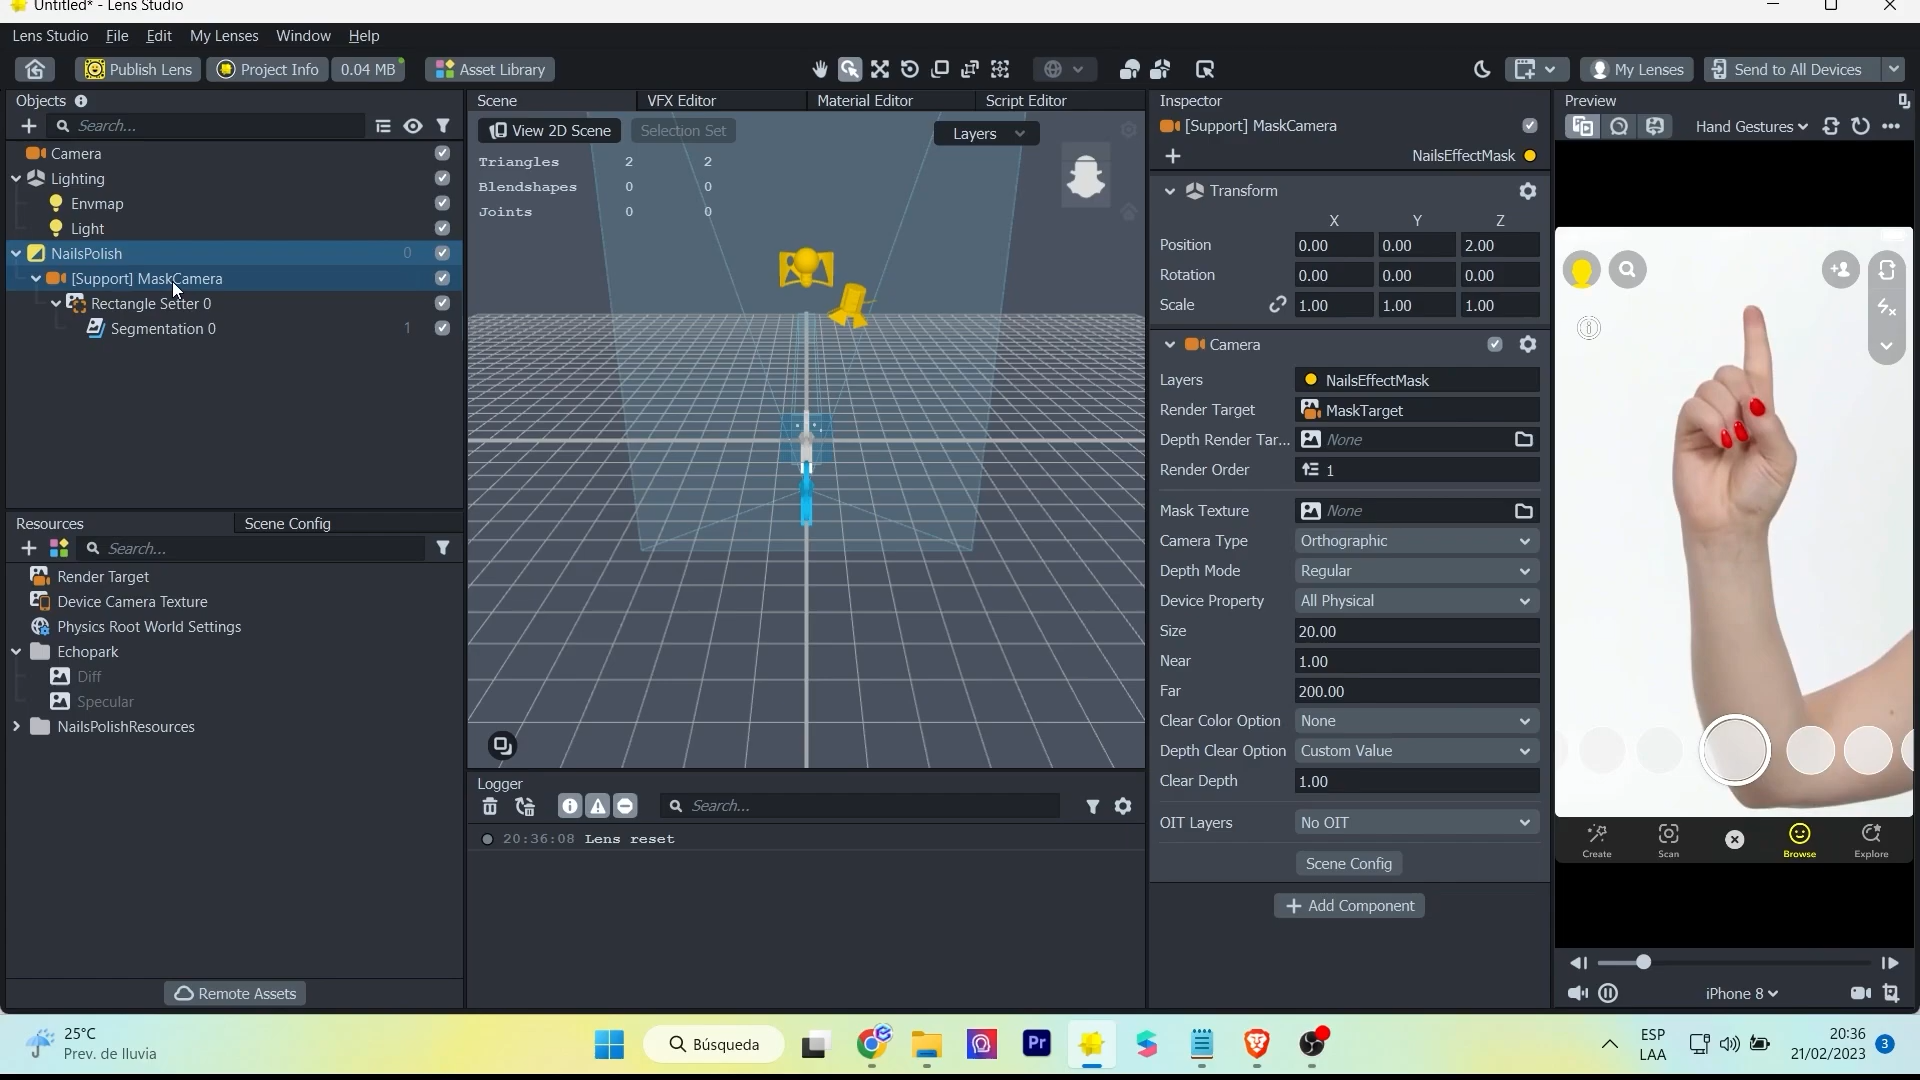 Untitled* - Lens Studio
Lens Studio File Edit My Lenses Window Help
Publish Lens Project Info 0.04 MB Asset Library My Lenses Send to All Devices
Objects
Search...
Camera
Lighting
Envmap
Light
NailsPolish 0
[Support] MaskCamera
Rectangle Setter 0
Segmentation 0 1
Resources Scene Config
Search...
Render Target
Device Camera Texture
Physics Root World Settings
Echopark
Diff
Specular
NailsPolishResources
Remote Assets
Scene VFX Editor Material Editor Script Editor
View 2D Scene Selection Set Layers
Triangles 2 2
Blendshapes 0 0
Joints 0 0
Logger
Search...
20:36:08 Lens reset
Inspector
[Support] MaskCamera
NailsEffectMask
Transform
X Y Z
Position 0.00 0.00 2.00
Rotation 0.00 0.00 0.00
Scale 1.00 1.00 1.00
Camera
Layers NailsEffectMask
Render Target MaskTarget
Depth Render Tar... None
Render Order 1
Mask Texture None
Camera Type Orthographic
Depth Mode Regular
Device Property All Physical
Size 20.00
Near 1.00
Far 200.00
Clear Color Option None
Depth Clear Option Custom Value
Clear Depth 1.00
OIT Layers No OIT
Scene Config
Add Component
Preview
Hand Gestures
Create Scan Browse Explore
iPhone 8
25°C
Prev. de lluvia
Búsqueda
Pr
ESP
LAA
20:36
21/02/2023
3